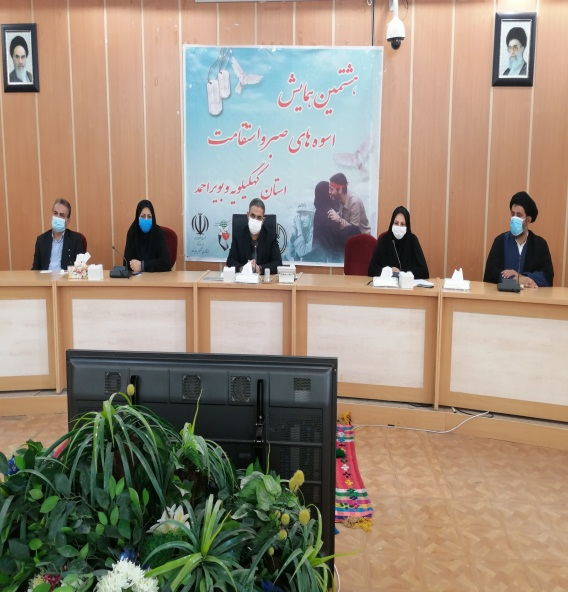 هشتمین همایش
اسوه های صبر و استقامت
استان کهگیلویه و بویراحمد